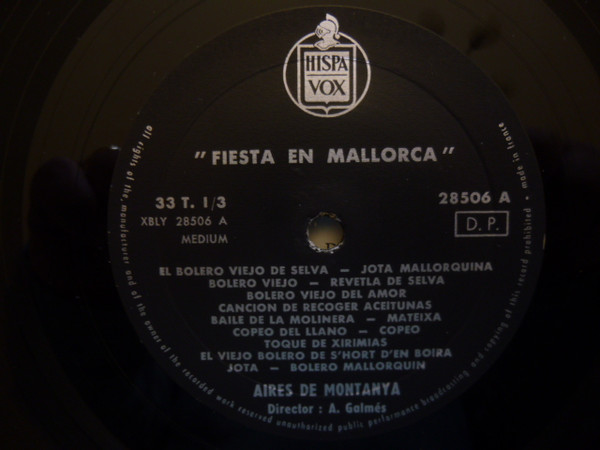 HISPA
VOX
" FIESTA EN MALLORCA "
33 T. 1/3
28506 A
XBLY 28506 A
D. P.
MEDIUM
EL BOLERO VIEJO DE SELVA — JOTA MALLORQUINA
BOLERO VIEJO — REVETLA DE SELVA
BOLERO VIEJO DEL AMOR
CANCION DE RECOGER ACEITUNAS
BAILE DE LA MOLINERA — MATEIXA
COPEO DEL LLANO — COPEO
TOQUE DE XIRIMIAS
EL VIEJO BOLERO DE S'HORT D'EN BOIRA
JOTA — BOLERO MALLORQUIN
AIRES DE MONTANYA
Director : A. Galmés
all rights of the, manufacturer and of the owner of the recorded work reserved unauthorized public performance broadcasting and copying of this record prohibited • made in france